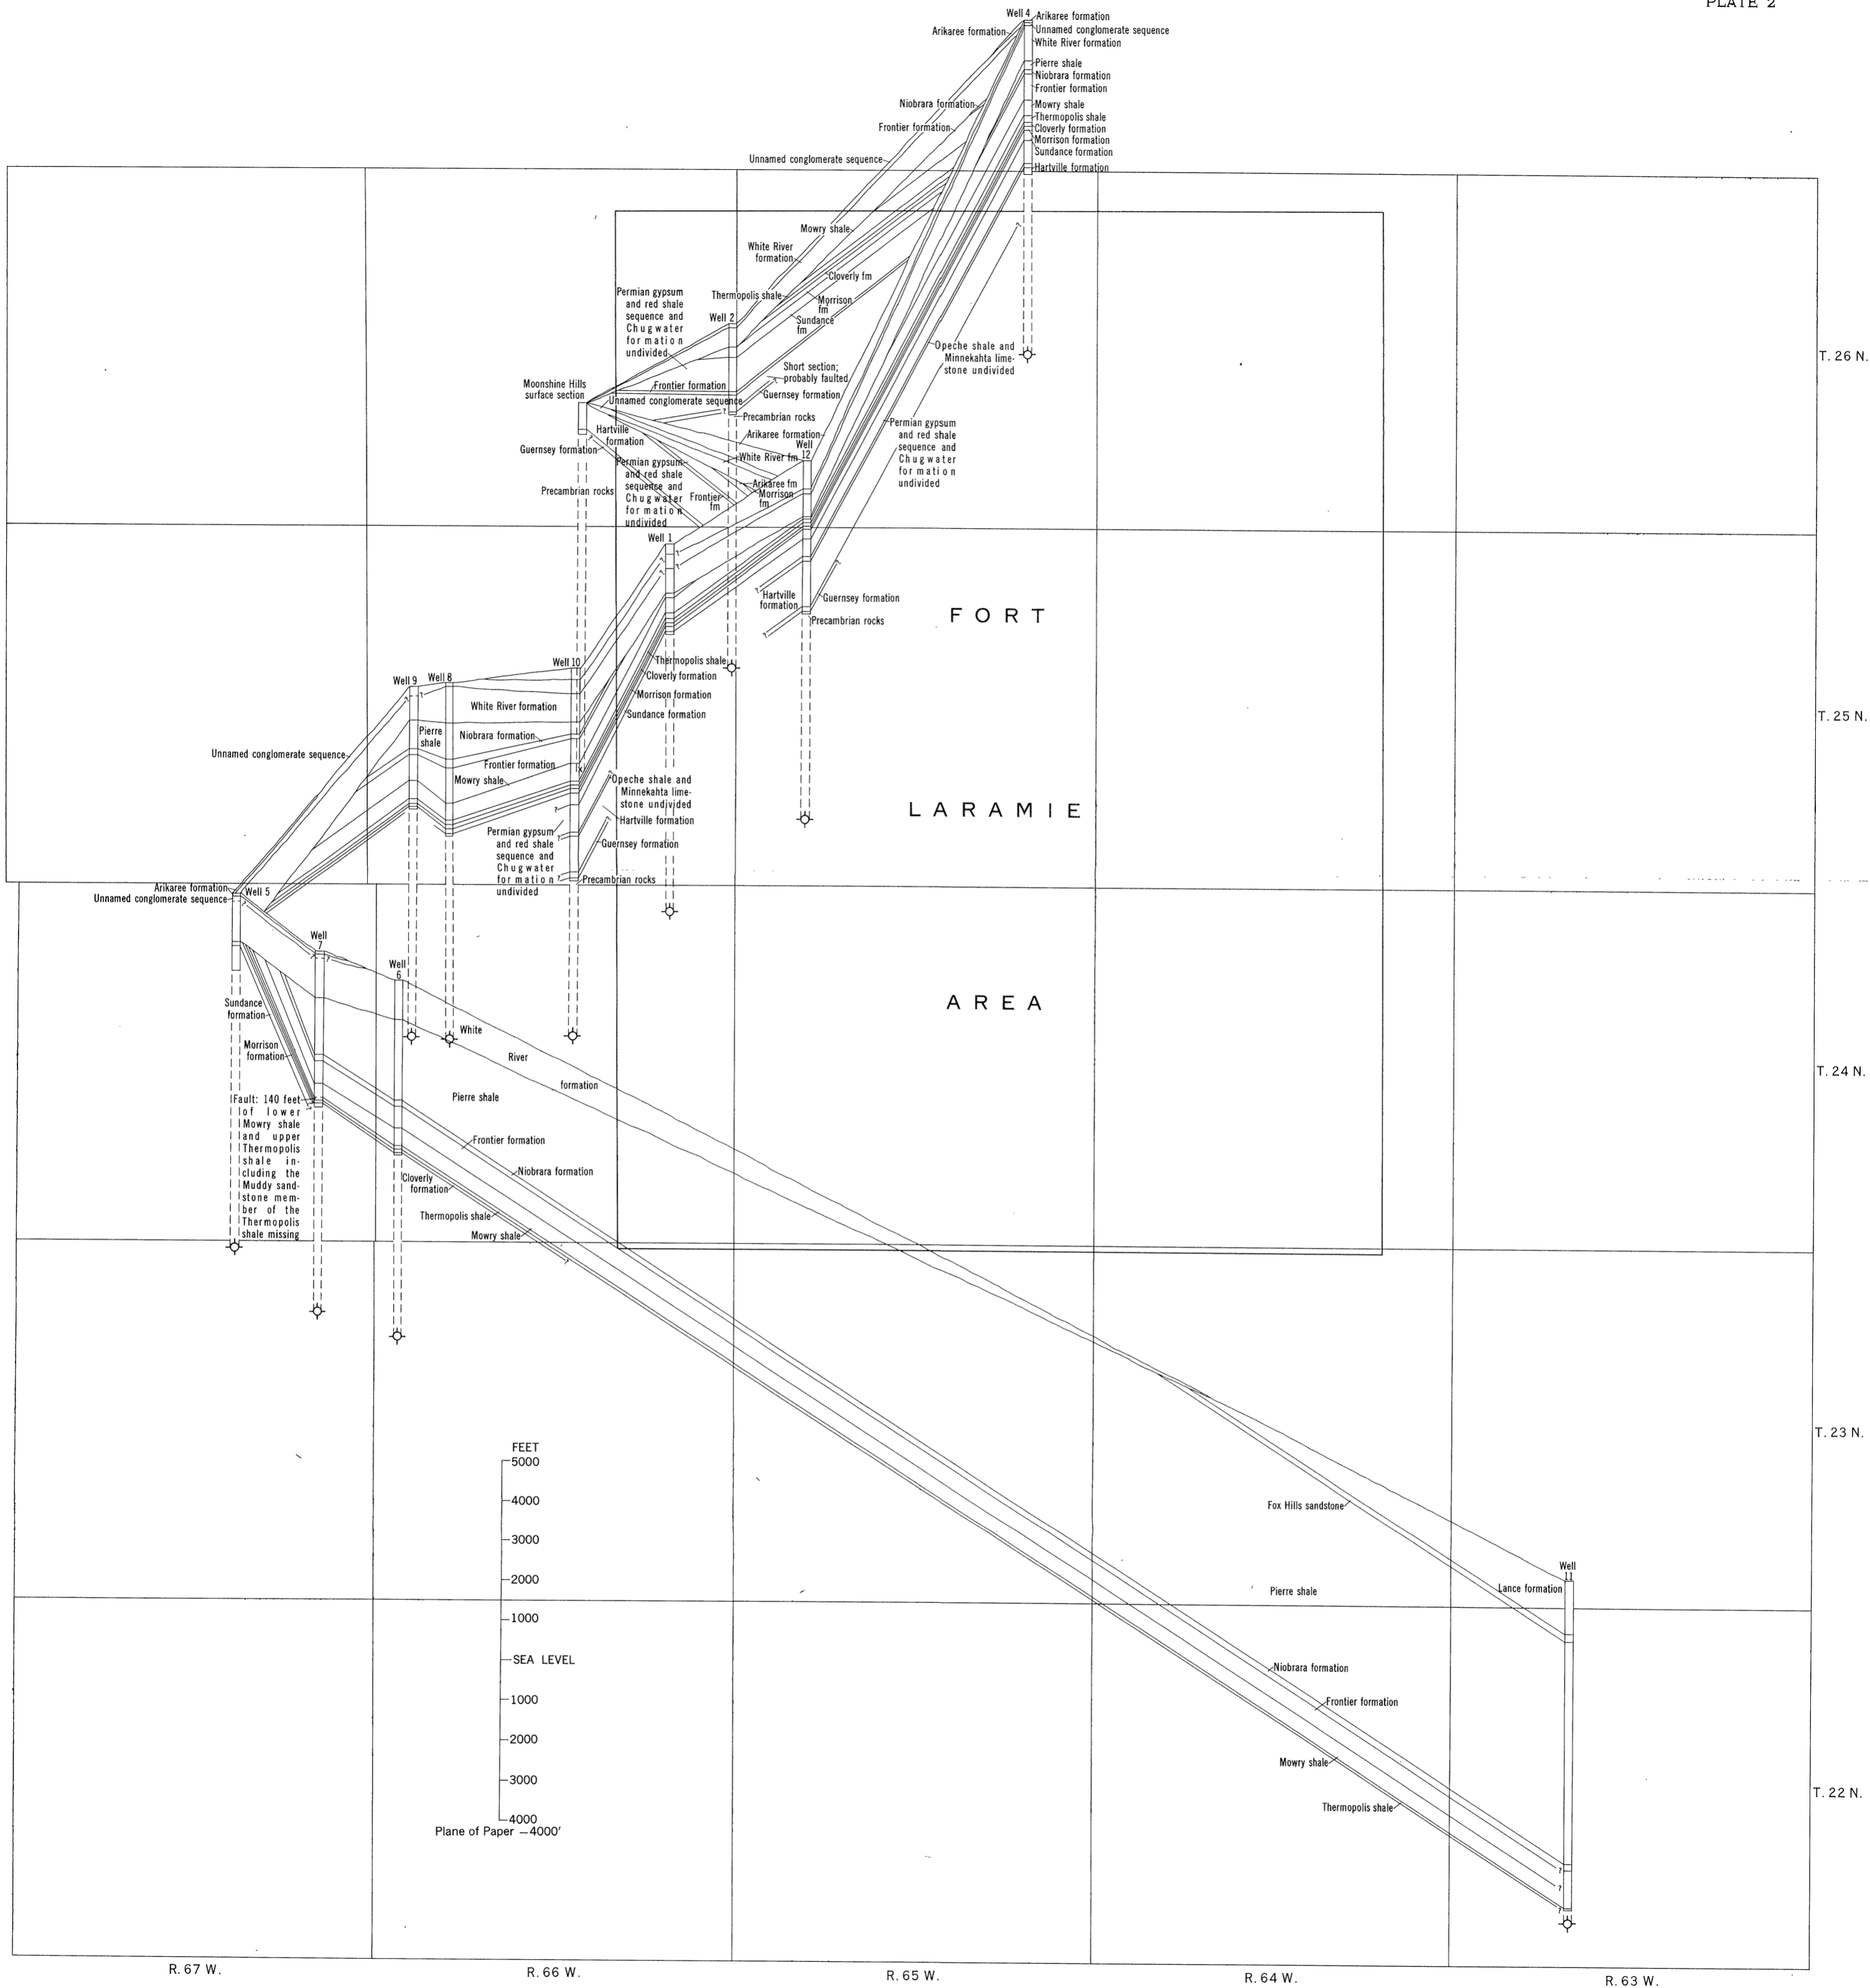 PLATE 2
Well 4
Arikaree formation
Unnamed conglomerate sequence
White River formation
Pierre shale
Niobrara formation
Frontier formation
Mowry shale
Thermopolis shale
Cloverly formation
Morrison formation
Sundance formation
Hartville formation
Arikaree formation
Niobrara formation
Frontier formation
Unnamed conglomerate sequence
Mowry shale
White River
formation
Cloverly fm
Thermopolis shale
Morrison
fm
Sundance
fm
Permian gypsum
and red shale
sequence and
Chugwater
for mation
undivided
Well 2
Opeche shale and
Minnekahta lime-
stone undivided
T. 26 N.
Short section;
probably faulted
Moonshine Hills
surface section
Frontier formation
Unnamed conglomerate sequence
Guernsey formation
?
Precambrian rocks
Hartville
formation
Guernsey formation
Arikaree formation
Well
12
White River fm
Permian gypsum
and red shale
sequence and
Chugwater
for mation
undivided
Precambrian rocks
Permian gypsum
and red shale
sequence and
Chugwater
for mation
undivided
Arikaree fm
Morrison
fm
Frontier
fm
Well 1
Hartville
formation
Guernsey formation
Precambrian rocks
FORT
Thermopolis shale
Cloverly formation
Morrison formation
Sundance formation
Well 10
Well 9
Well 8
White River formation
Pierre
shale
Niobrara formation
Unnamed conglomerate sequence
Frontier formation
Mowry shale
T. 25 N.
Opeche shale and
Minnekahta lime-
stone undivided
Hartville formation
LARAMIE
Permian gypsum
and red shale
sequence and
Chugwater
for mation
undivided
Guernsey formation
Precambrian rocks
Arikaree formation
Well 5
Unnamed conglomerate sequence
Well
7
Well
6
AREA
Sundance
formation
White
River
formation
Morrison
formation
T. 24 N.
Pierre shale
Fault: 140 feet
of lower
Mowry shale
and upper
Thermopolis
shale in-
cluding the
Muddy sand-
stone mem-
ber of the
Thermopolis
shale missing
Frontier formation
Niobrara formation
Cloverly
formation
Thermopolis shale
Mowry shale
T. 23 N.
FEET
5000
4000
3000
2000
1000
SEA LEVEL
1000
2000
3000
4000
Plane of Paper – 4000'
Fox Hills sandstone
Well
11
Lance formation
Pierre shale
Niobrara formation
Frontier formation
Mowry shale
Thermopolis shale
T. 22 N.
R. 67 W.
R. 66 W.
R. 65 W.
R. 64 W.
R. 63 W.